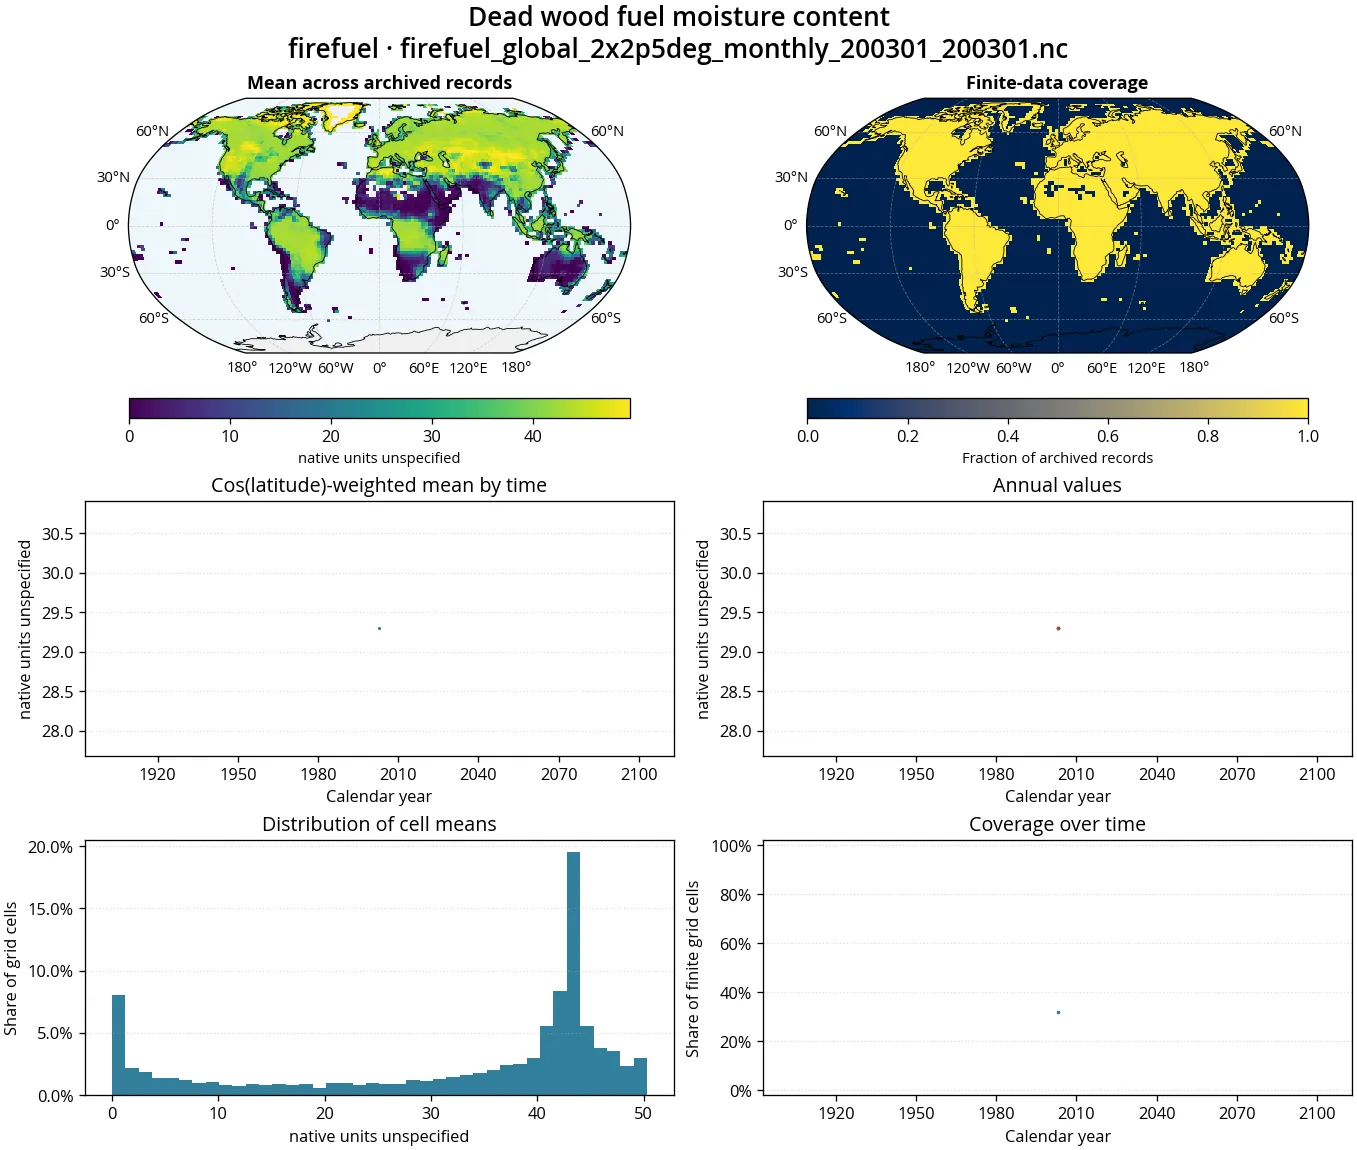 Dead wood fuel moisture content
firefuel · firefuel_global_2x2p5deg_monthly_200301_200301.nc
Mean across archived records
60°N 60°N
30°N
0°
30°S
60°S 60°S
180° 120°W 60°W 0° 60°E 120°E 180°
0 10 20 30 40
native units unspecified
Finite-data coverage
60°N 60°N
30°N
0°
30°S
60°S 60°S
180° 120°W 60°W 0° 60°E 120°E 180°
0.0 0.2 0.4 0.6 0.8 1.0
Fraction of archived records
Cos(latitude)-weighted mean by time
native units unspecified
30.5
30.0
29.5
29.0
28.5
28.0
1920 1950 1980 2010 2040 2070 2100
Calendar year
Annual values
native units unspecified
30.5
30.0
29.5
29.0
28.5
28.0
1920 1950 1980 2010 2040 2070 2100
Calendar year
Distribution of cell means
Share of grid cells
20.0%
15.0%
10.0%
5.0%
0.0%
0 10 20 30 40 50
native units unspecified
Coverage over time
Share of finite grid cells
100%
80%
60%
40%
20%
0%
1920 1950 1980 2010 2040 2070 2100
Calendar year